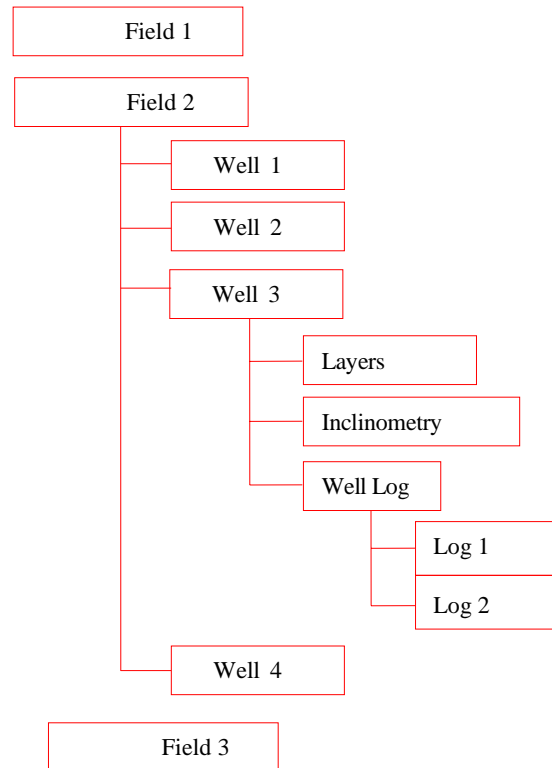 Field 1
Field 2
Well 1
Well 2
Well 3
Layers
Inclinometry
Well Log
Log 1
Log 2
Well 4
Field 3